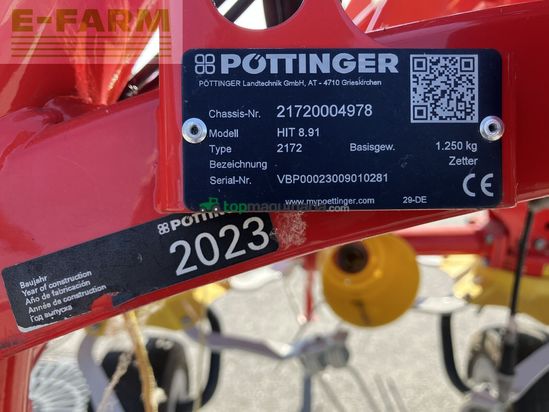 E-FARM
PÖTTINGER
PÖTTINGER Landtechnik GmbH, AT - 4710 Grieskirchen
Chassis-Nr. 21720004978
Modell HIT 8.91
Type 2172 Basisgew. 1.250 kg
Bezeichnung Zetter
Serial-Nr. VBP00023009010281 CE
topmaquinaria.com
www.mypoettinger.com 29-DE
PÖTTINGER
2023
Baujahr
Year of construction
Año de fabricación
Année de construction
Год выпуска